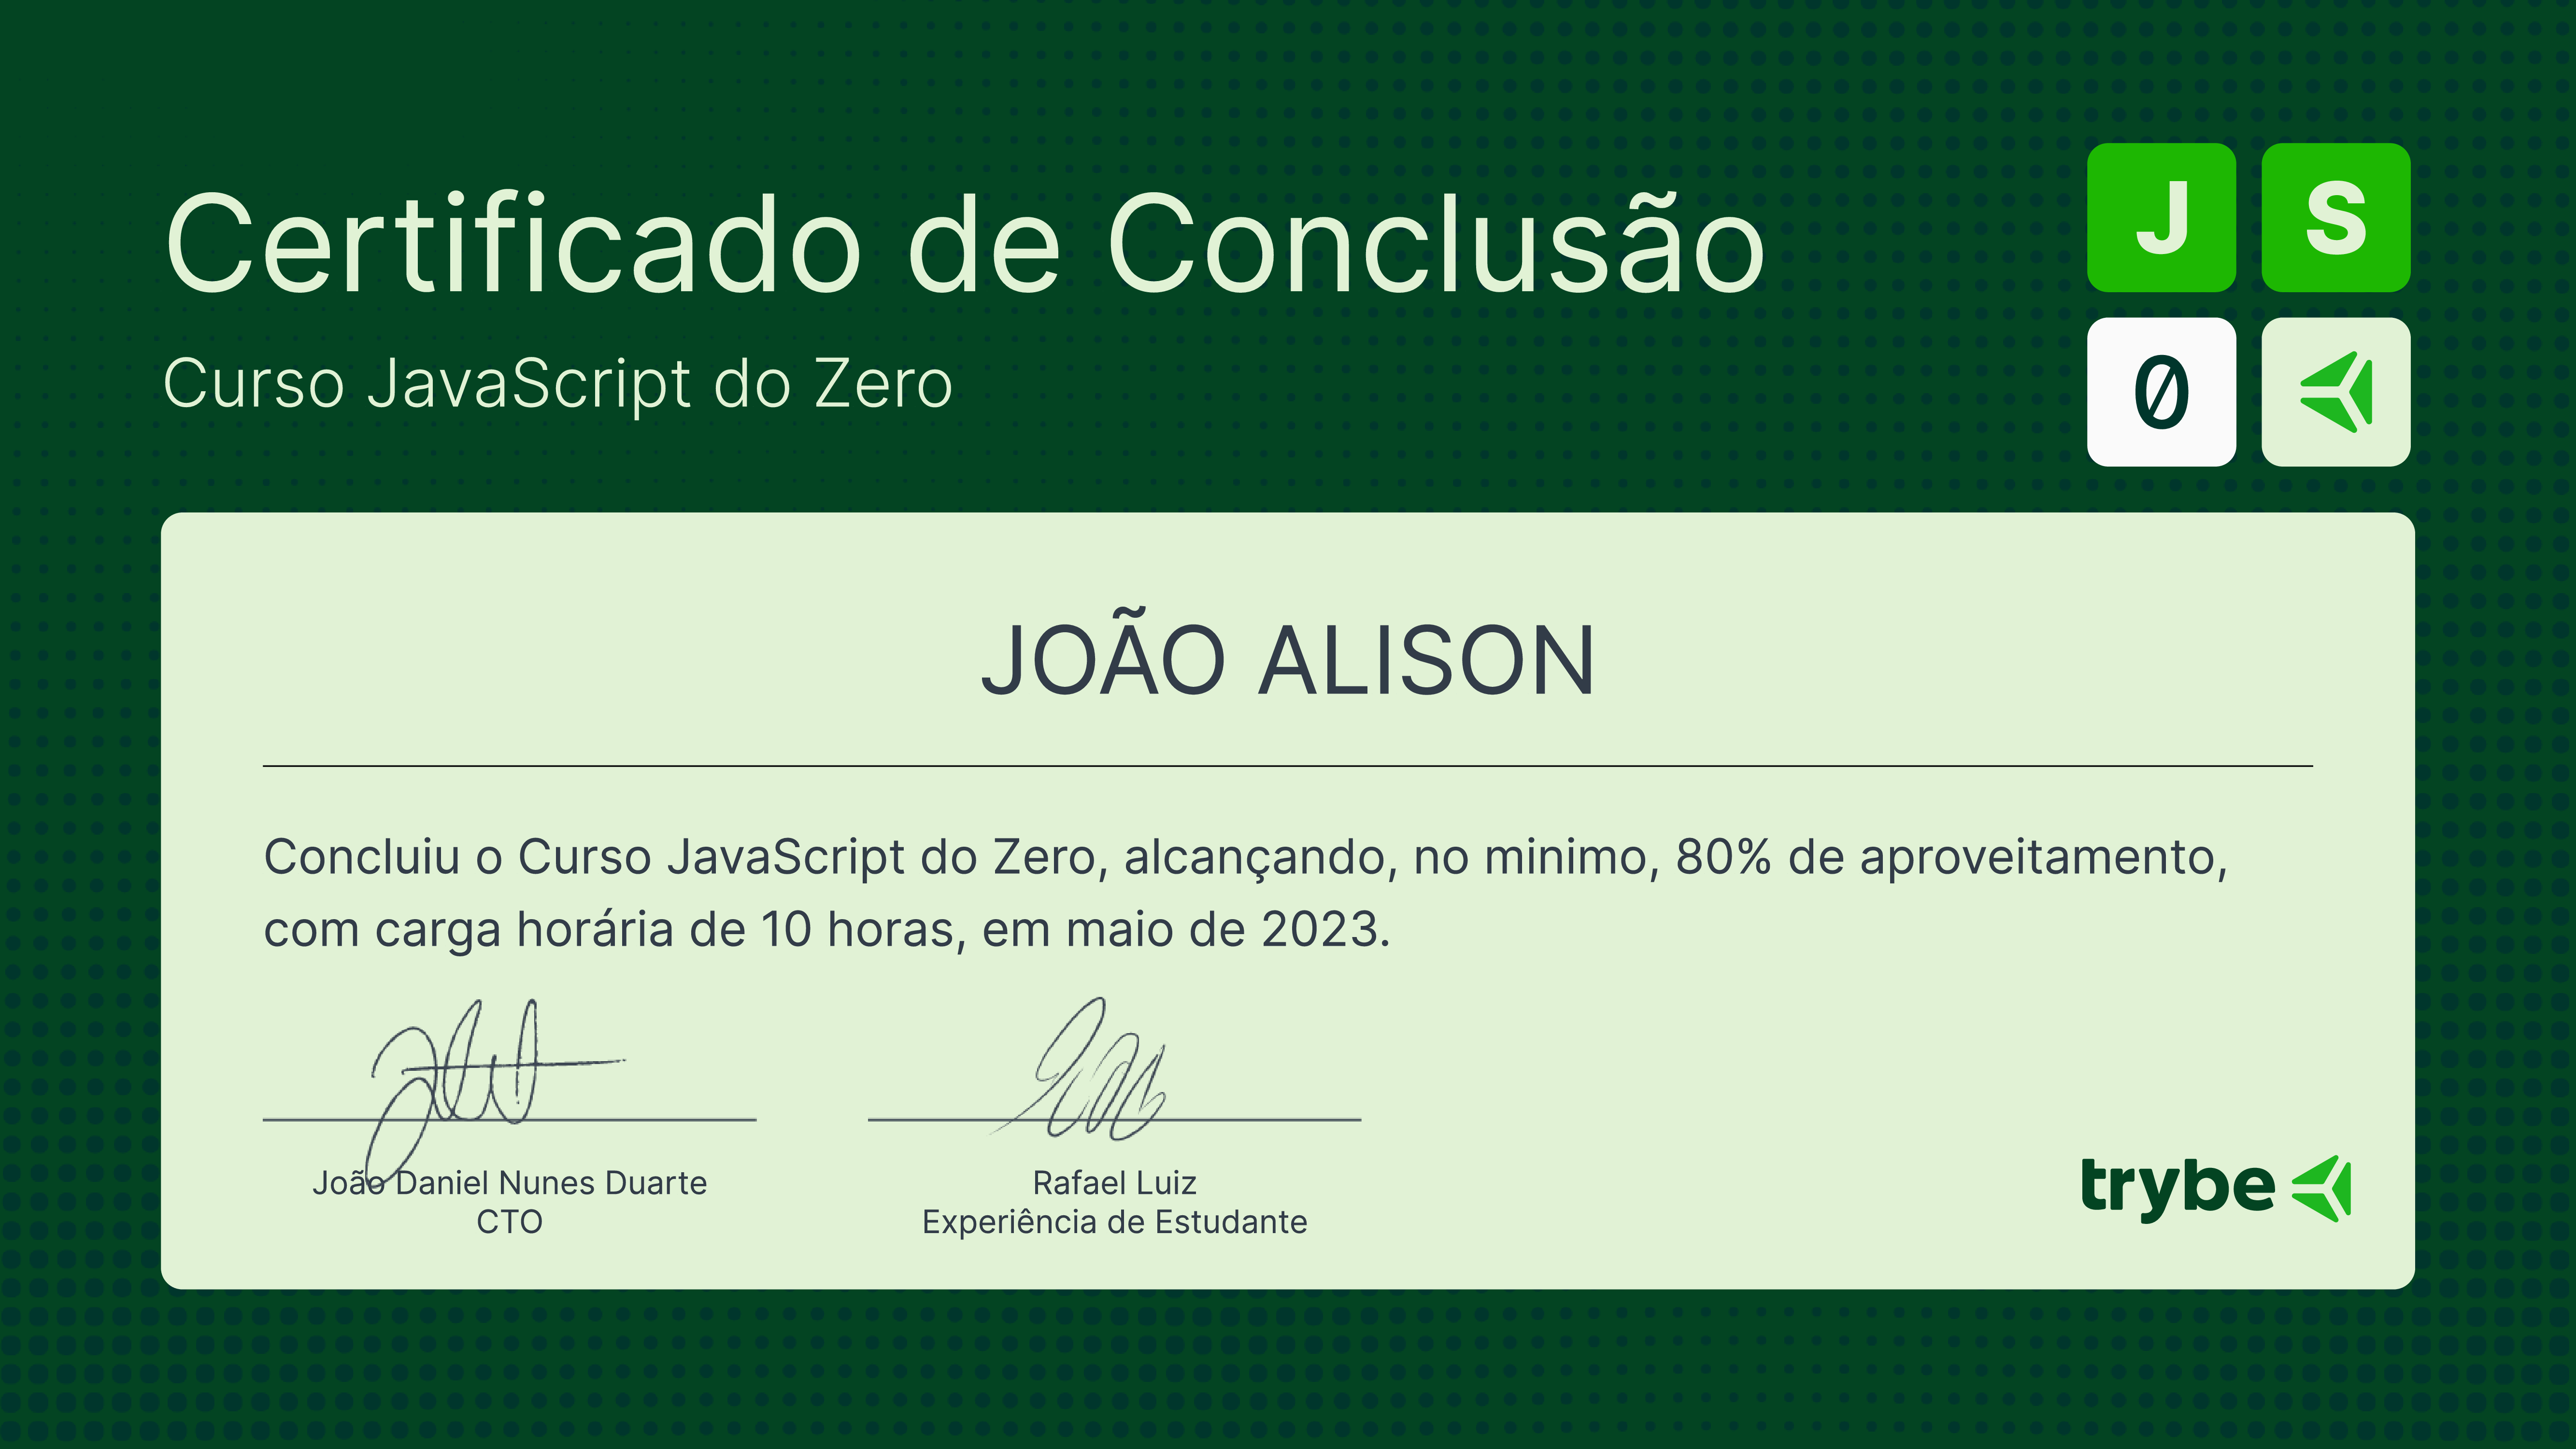 Certificado de Conclusão
Curso JavaScript do Zero
J S
0
JOÃO ALISON
Concluiu o Curso JavaScript do Zero, alcançando, no minimo, 80% de aproveitamento,
com carga horária de 10 horas, em maio de 2023.
João Daniel Nunes Duarte
CTO
Rafael Luiz
Experiência de Estudante
trybe